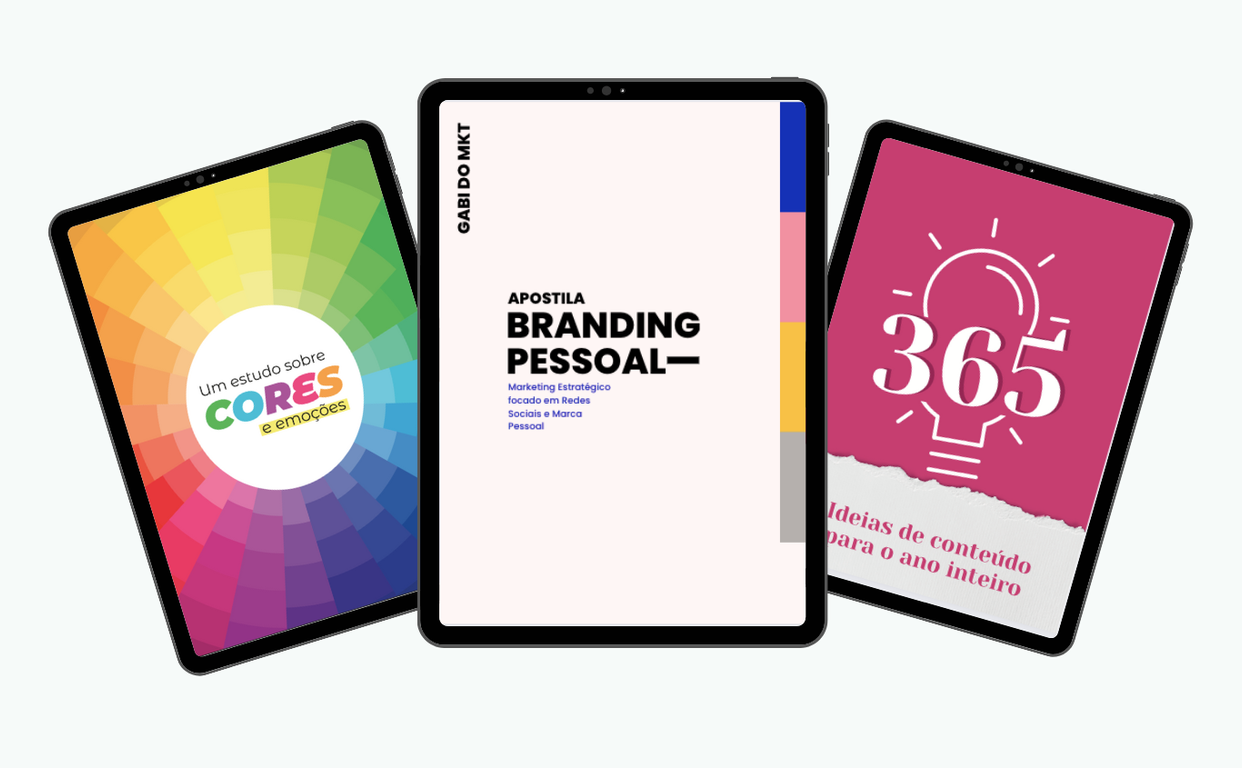 Um estudo sobre
CORES
e emoções
GABI DO MKT
APOSTILA
BRANDING
PESSOAL—
Marketing Estratégico
focado em Redes
Sociais e Marca
Pessoal
365
Ideias de conteúdo
para o ano inteiro